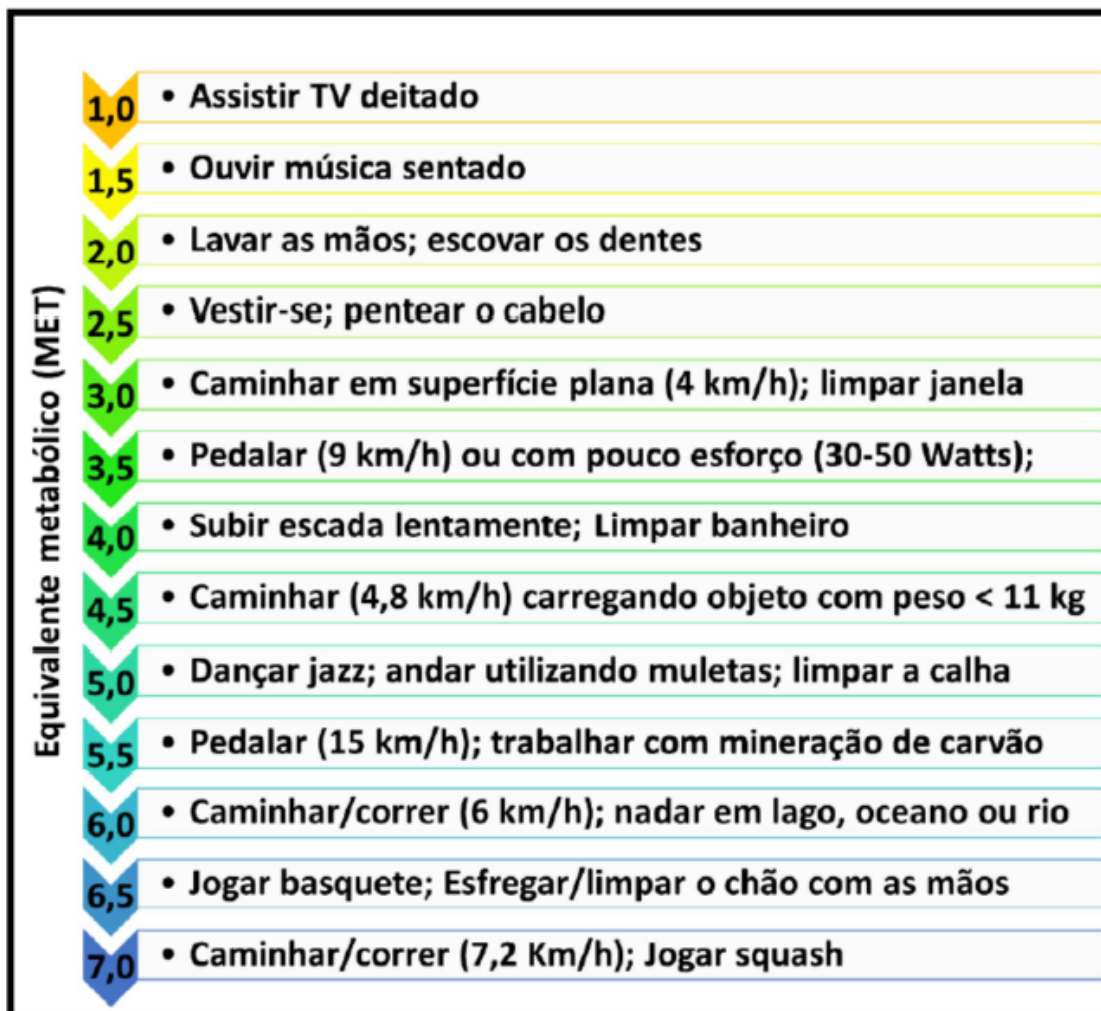 Equivalente metabólico (MET)
1,0 • Assistir TV deitado
1,5 • Ouvir música sentado
2,0 • Lavar as mãos; escovar os dentes
2,5 • Vestir-se; pentear o cabelo
3,0 • Caminhar em superfície plana (4 km/h); limpar janela
3,5 • Pedalar (9 km/h) ou com pouco esforço (30-50 Watts);
4,0 • Subir escada lentamente; Limpar banheiro
4,5 • Caminhar (4,8 km/h) carregando objeto com peso < 11 kg
5,0 • Dançar jazz; andar utilizando muletas; limpar a calha
5,5 • Pedalar (15 km/h); trabalhar com mineração de carvão
6,0 • Caminhar/correr (6 km/h); nadar em lago, oceano ou rio
6,5 • Jogar basquete; Esfregar/limpar o chão com as mãos
7,0 • Caminhar/correr (7,2 Km/h); Jogar squash